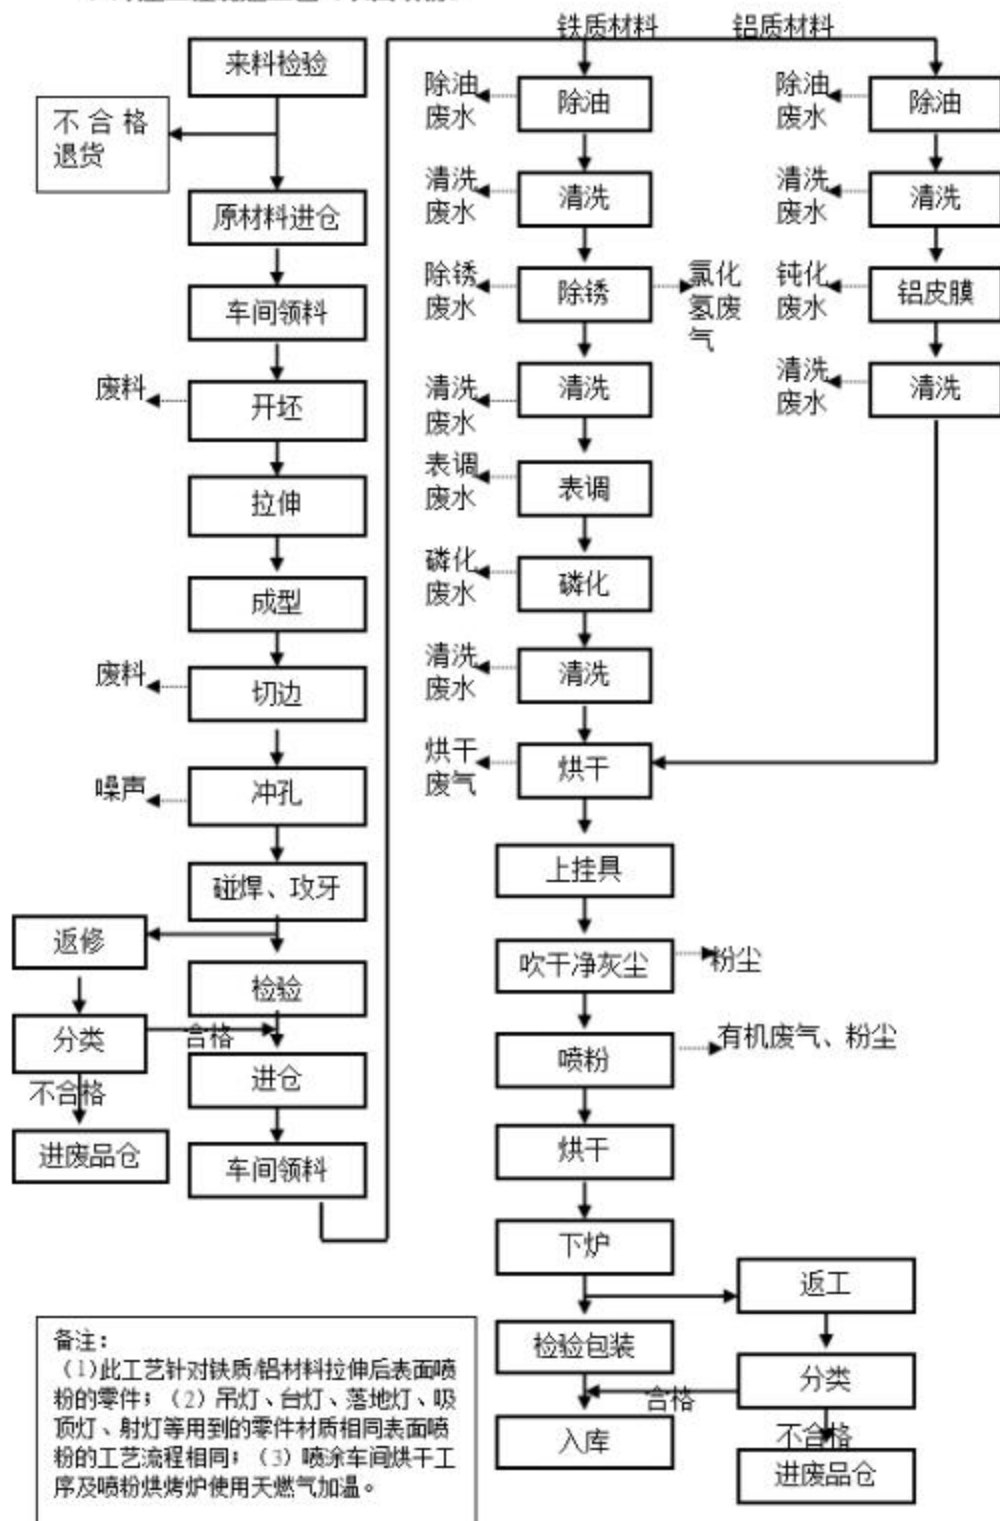 来料检验
不合格
退货
原材料进仓
车间领料
废料
开坯
拉伸
成型
废料
切边
噪声
冲孔
碰焊、攻牙
返修
检验
分类
合格
进仓
不合格
进废品仓
车间领料
铁质材料
铝质材料
除油
废水
除油
清洗
废水
清洗
除锈
废水
除锈
氯化
氢废
气
清洗
废水
清洗
表调
废水
表调
磷化
废水
磷化
清洗
废水
清洗
烘干
废气
烘干
除油
废水
除油
清洗
废水
清洗
钝化
废水
铝皮膜
清洗
废水
清洗
上挂具
吹干净灰尘
粉尘
喷粉
有机废气、粉尘
烘干
下炉
返工
检验包装
分类
合格
入库
不合格
进废品仓
备注：
（1)此工艺针对铁质/铝材料拉伸后表面喷
粉的零件；（2）吊灯、台灯、落地灯、吸
顶灯、射灯等用到的零件材质相同表面喷
粉的工艺流程相同；（3）喷涂车间烘干工
序及喷粉烘烤炉使用天燃气加温。